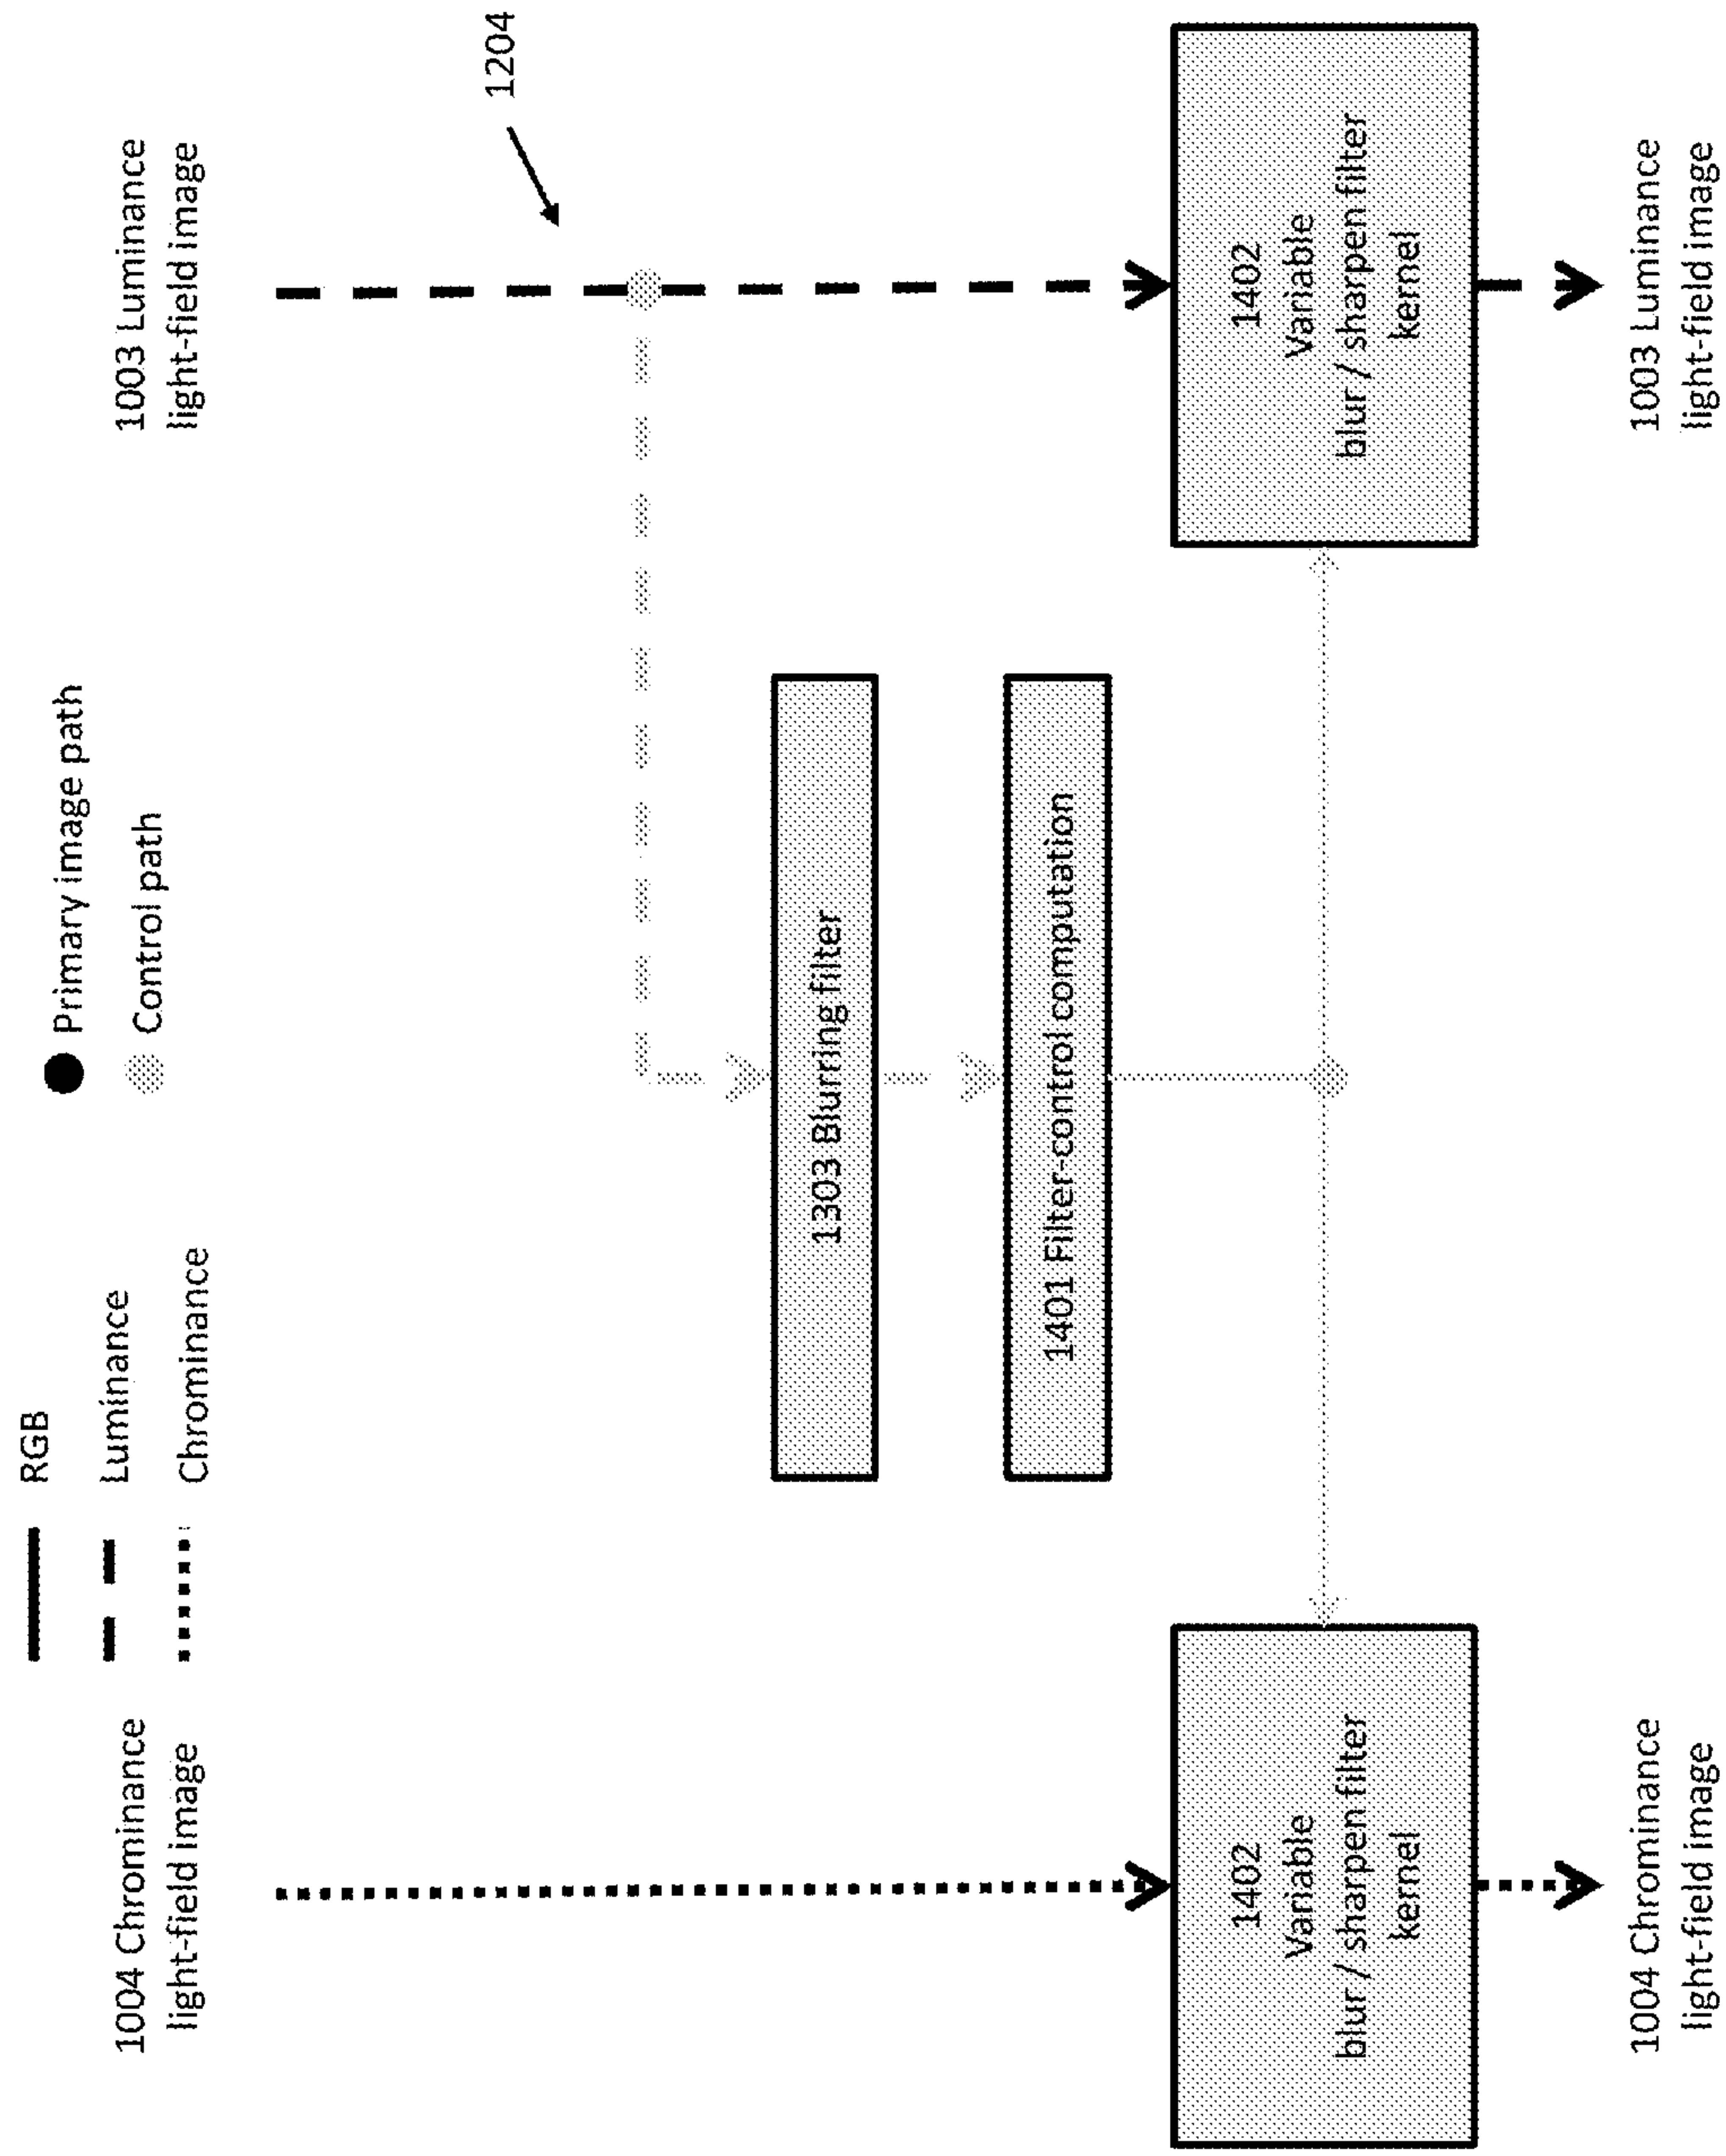 RGB
Luminance
Chrominance
Primary image path
Control path
1004 Chrominance
light-field image
1003 Luminance
light-field image
1204
1303 Blurring filter
1401 Filter-control computation
1402
Variable
blur / sharpen filter
kernel
1402
Variable
blur / sharpen filter
kernel
1004 Chrominance
light-field image
1003 Luminance
light-field image